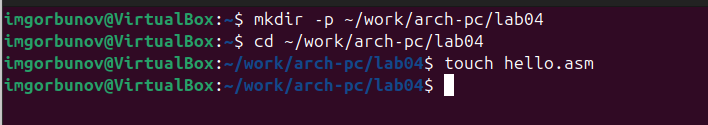 imgorbunov@VirtualBox:~$ mkdir -p ~/work/arch-pc/lab04
imgorbunov@VirtualBox:~$ cd ~/work/arch-pc/lab04
imgorbunov@VirtualBox:~/work/arch-pc/lab04$ touch hello.asm
imgorbunov@VirtualBox:~/work/arch-pc/lab04$